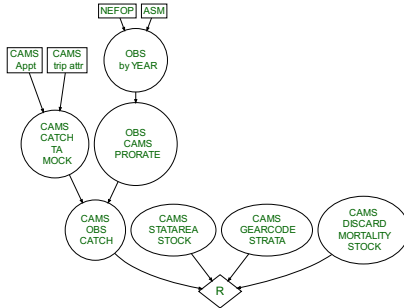 NEFOP
ASM
CAMS
Appt
CAMS
trip attr
OBS
by YEAR
CAMS
CATCH
TA
MOCK
OBS
CAMS
PRORATE
CAMS
OBS
CATCH
CAMS
STATAREA
STOCK
CAMS
GEARCODE
STRATA
CAMS
DISCARD
MORTALITY
STOCK
R